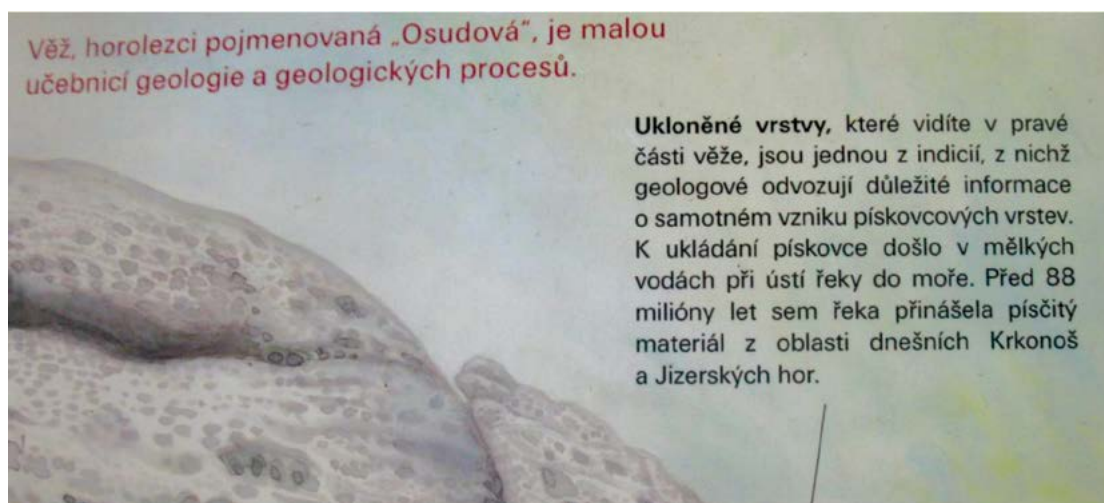 Věž, horolezci pojmenovaná „Osudová", je malou
učebnicí geologie a geologických procesů.
Ukloněné vrstvy, které vidíte v pravé
části věže, jsou jednou z indicií, z nichž
geologové odvozují důležité informace
o samotném vzniku pískovcových vrstev.
K ukládání pískovce došlo v mělkých
vodách při ústí řeky do moře. Před 88
milióny let sem řeka přinášela písčitý
materiál z oblasti dnešních Krkonoš
a Jizerských hor.